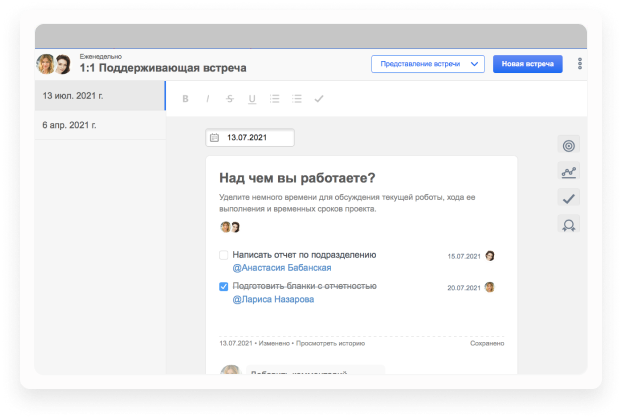 Еженедельно
1:1 Поддерживающая встреча
Представление встречи
Новая встреча
13 июл. 2021 г.
6 апр. 2021 г.
B I S U
13.07.2021
Над чем вы работаете?
Уделите немного времени для обсуждения текущей роботы, хода ее
выполнения и временных сроков проекта.
Написать отчет по подразделению
15.07.2021
@Анастасия Бабанская
Подготовить бланки с отчетностью
20.07.2021
@Лариса Назарова
13.07.2021 • Изменено • Просмотреть историю
Сохранено